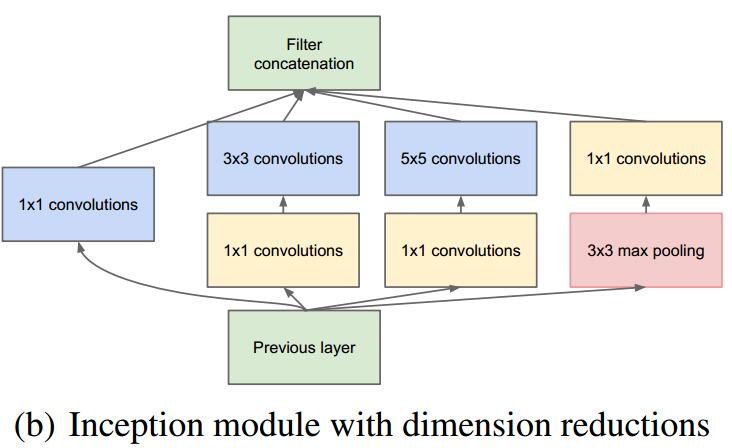 Filter
concatenation
3x3 convolutions
5x5 convolutions
1x1 convolutions
1x1 convolutions
1x1 convolutions
1x1 convolutions
3x3 max pooling
Previous layer
(b) Inception module with dimension reductions